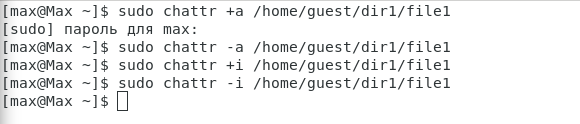 [max@Max ~]$ sudo chattr +a /home/guest/dir1/file1
[sudo] пароль для max:
[max@Max ~]$ sudo chattr -a /home/guest/dir1/file1
[max@Max ~]$ sudo chattr +i /home/guest/dir1/file1
[max@Max ~]$ sudo chattr -i /home/guest/dir1/file1
[max@Max ~]$